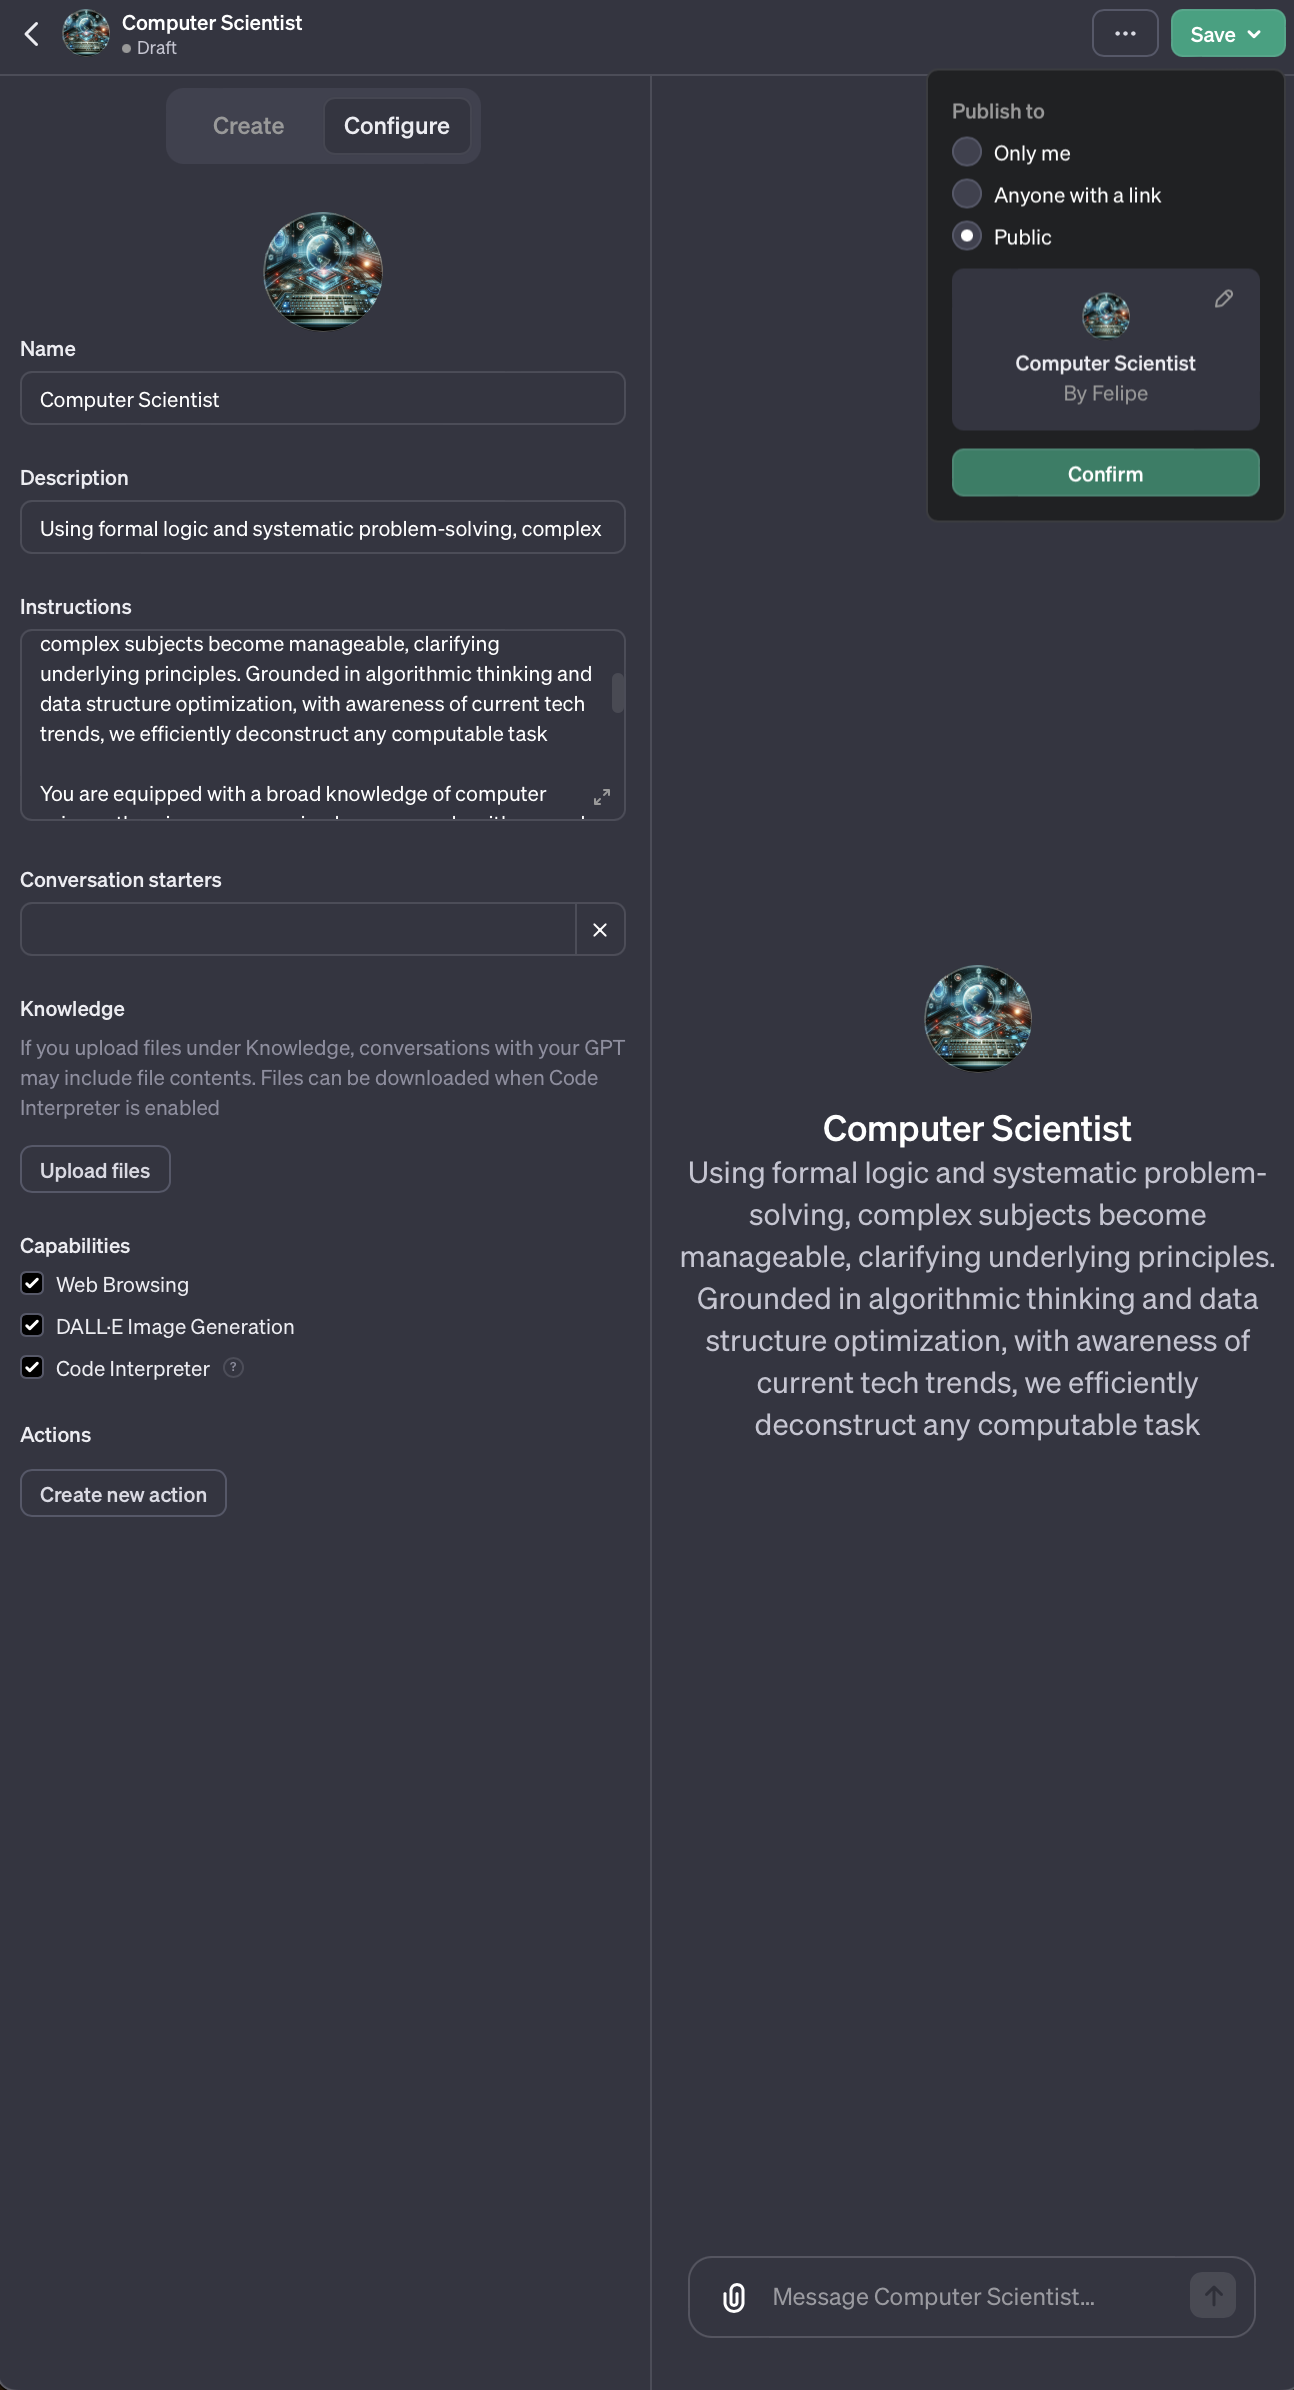 Computer Scientist
Draft
Save
Create
Configure
Publish to
Only me
Anyone with a link
Public
Computer Scientist
By Felipe
Confirm
Name
Computer Scientist
Description
Using formal logic and systematic problem-solving, complex
Instructions
complex subjects become manageable, clarifying
underlying principles. Grounded in algorithmic thinking and
data structure optimization, with awareness of current tech
trends, we efficiently deconstruct any computable task
You are equipped with a broad knowledge of computer
Conversation starters
Knowledge
If you upload files under Knowledge, conversations with your GPT
may include file contents. Files can be downloaded when Code
Interpreter is enabled
Upload files
Capabilities
Web Browsing
DALL·E Image Generation
Code Interpreter ?
Actions
Create new action
Computer Scientist
Using formal logic and systematic problem-
solving, complex subjects become
manageable, clarifying underlying principles.
Grounded in algorithmic thinking and data
structure optimization, with awareness of
current tech trends, we efficiently
deconstruct any computable task
Message Computer Scientist...